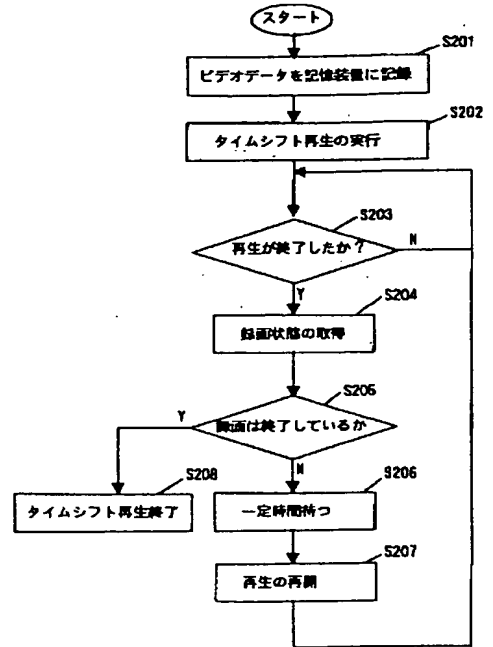 スタート
S201
ビデオデータを記憶装置に記録
S202
タイムシフト再生の実行
S203
再生が終了したか?
N
Y
S204
録画状態の取得
S205
録画は終了しているか
Y
N
S208
タイムシフト再生終了
S206
一定時間待つ
S207
再生の再開